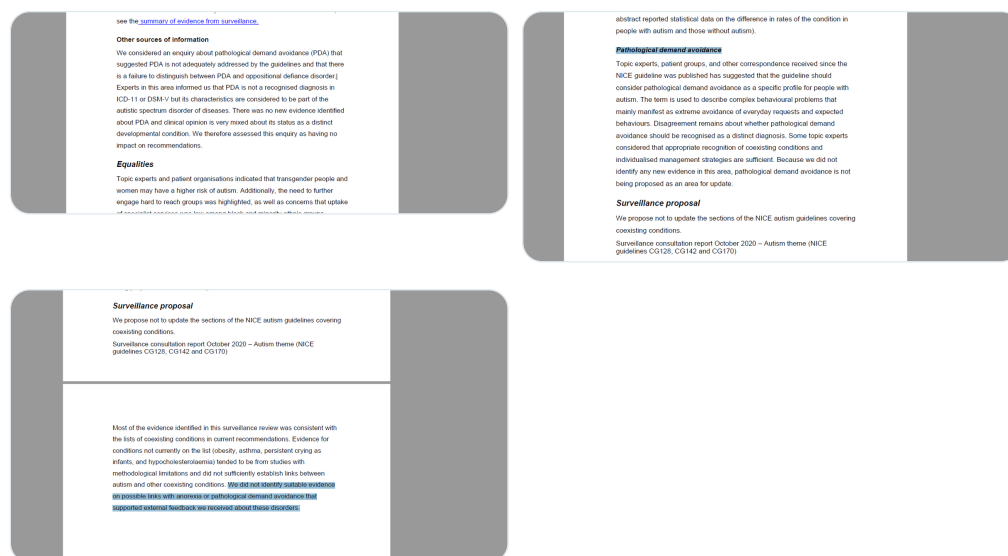 see the summary of evidence from surveillance.
Other sources of information
We considered an enquiry about pathological demand avoidance (PDA) that
suggested PDA is not adequately addressed by the guidelines and that there
is a failure to distinguish between PDA and oppositional defiance disorder.
Experts in this area informed us that PDA is not a recognised diagnosis in
ICD-11 or DSM-V but its characteristics are considered to be part of the
autistic spectrum disorder of diseases. There was no new evidence identified
about PDA and clinical opinion is very mixed about its status as a distinct
developmental condition. We therefore assessed this enquiry as having no
impact on recommendations.
Equalities
Topic experts and patient organisations indicated that transgender people and
women may have a higher risk of autism. Additionally, the need to further
engage hard to reach groups was highlighted, as well as concerns that uptake
of specialist services was low among black and minority ethnic groups
abstract reported statistical data on the difference in rates of the condition in
people with autism and those without autism).
Pathological demand avoidance
Topic experts, patient groups, and other correspondence received since the
NICE guideline was published has suggested that the guideline should
consider pathological demand avoidance as a specific profile for people with
autism. The term is used to describe complex behavioural problems that
mainly manifest as extreme avoidance of everyday requests and expected
behaviours. Disagreement remains about whether pathological demand
avoidance should be recognised as a distinct diagnosis. Some topic experts
considered that appropriate recognition of coexisting conditions and
individualised management strategies are sufficient. Because we did not
identify any new evidence in this area, pathological demand avoidance is not
being proposed as an area for update.
Surveillance proposal
We propose not to update the sections of the NICE autism guidelines covering
coexisting conditions.
Surveillance consultation report October 2020 – Autism theme (NICE
guidelines CG128, CG142 and CG170)
Surveillance proposal
We propose not to update the sections of the NICE autism guidelines covering
coexisting conditions.
Surveillance consultation report October 2020 – Autism theme (NICE
guidelines CG128, CG142 and CG170)
Most of the evidence identified in this surveillance review was consistent with
the lists of coexisting conditions in current recommendations. Evidence for
conditions not currently on the list (obesity, asthma, persistent crying as
infants, and hypocholesterolaemia) tended to be from studies with
methodological limitations and did not sufficiently establish links between
autism and other coexisting conditions. We did not identify suitable evidence
on possible links with anorexia or pathological demand avoidance that
supported external feedback we received about these disorders.